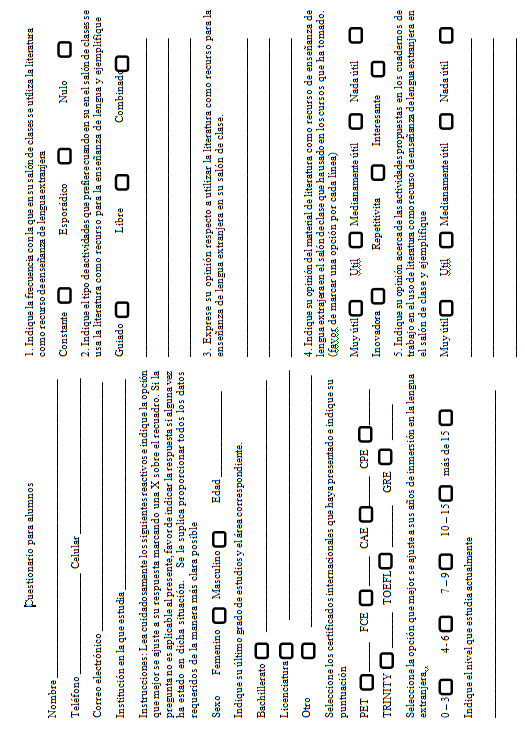 Cuestionario para alumnos
Nombre
Teléfono Celular
Correo electrónico
Institución en la que estudia
Instrucciones: Lea cuidadosamente los siguientes reactivos e indique la opción
que mejor se ajuste a su respuesta marcando una X sobre el recuadro. Si la
pregunta no es aplicable al presente, favor de indicar la respuesta si alguna vez
ha estado en dicha situación. Se le suplica proporcionar todos los datos
requeridos de la manera más clara posible
Sexo Femenino Masculino Edad
Indique su último grado de estudios y el área correspondiente.
Bachillerato
Licenciatura
Otro
Seleccione los certificados internacionales que haya presentado e indique su
puntuación
PET FCE CAE CPE
TRINITY TOEFL GRE
Seleccione la opción que mejor se ajuste a sus años de inmersión en la lengua
extranjera.
0 – 3 4- 6 7 – 9 10 – 15 más de 15
Indique el nivel que estudia actualmente
1. Indique la frecuencia con la que en su salón de clases se utiliza la literatura
como recurso de enseñanza de lengua extranjera
Constante Esporádico Nulo
2. Indique el tipo de actividades que prefiere cuando en su en el salón de clases se
usa la literatura como recurso para la enseñanza de lengua y ejemplifique
Guiado Libre Combinado
3. Exprese su opinión respecto a utilizar la literatura como recurso para la
enseñanza de lengua extranjera en su salón de clase.
4. Indique su opinión del material de literatura como recurso de enseñanza de
lengua extrajera en el salón de clase que ha usado en los cursos que ha tomado.
(favor de marcar una opción por cada línea)
Muy útil Util Medianamente útil Nada útil
Inovadora Repetitivita Interesante
5. Indique su opinión acerca de las actividades propuestas en los cuadernos de
trabajo en el uso de literatura como recurso de enseñanza de lengua extranjera en
el salón de clase y ejemplifique
Muy útil Util Medianamente útil Nada útil